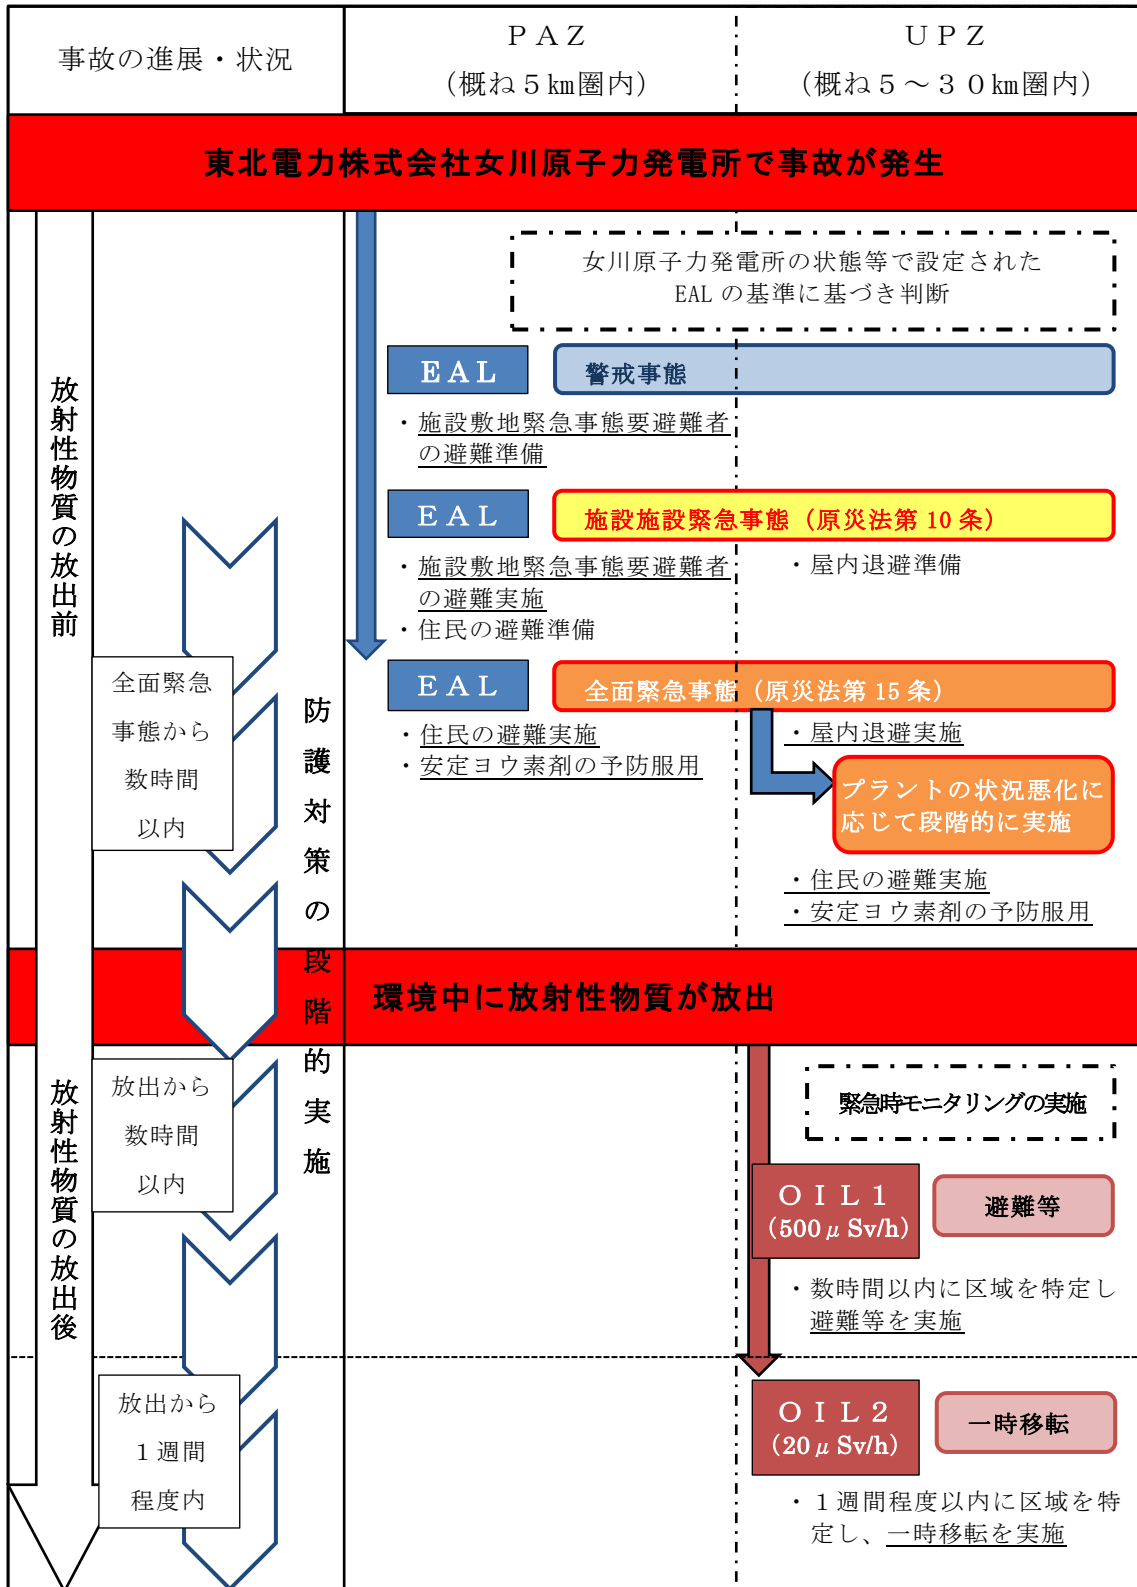 事故の進展・状況
ＰＡＺ
（概ね５㎞圏内）
ＵＰＺ
（概ね５～３０㎞圏内）
東北電力株式会社女川原子力発電所で事故が発生
女川原子力発電所の状態等で設定された
EAL の基準に基づき判断
放射性物質の放出前
ＥＡＬ
警戒事態
・施設敷地緊急事態要避難者
の避難準備
ＥＡＬ
施設施設緊急事態（原災法第 10 条）
・施設敷地緊急事態要避難者
の避難実施
・住民の避難準備
・屋内退避準備
全面緊急
事態から
数時間
以内
防護対策の段階的実施
ＥＡＬ
全面緊急事態（原災法第 15 条）
・住民の避難実施
・安定ヨウ素剤の予防服用
・屋内退避実施
プラントの状況悪化に
応じて段階的に実施
・住民の避難実施
・安定ヨウ素剤の予防服用
環境中に放射性物質が放出
放射性物質の放出後
放出から
数時間
以内
緊急時モニタリングの実施
ＯＩＬ１
（500μSv/h）
避難等
・数時間以内に区域を特定し
避難等を実施
放出から
１週間
程度内
ＯＩＬ２
（20μSv/h）
一時移転
・１週間程度以内に区域を特
定し、一時移転を実施